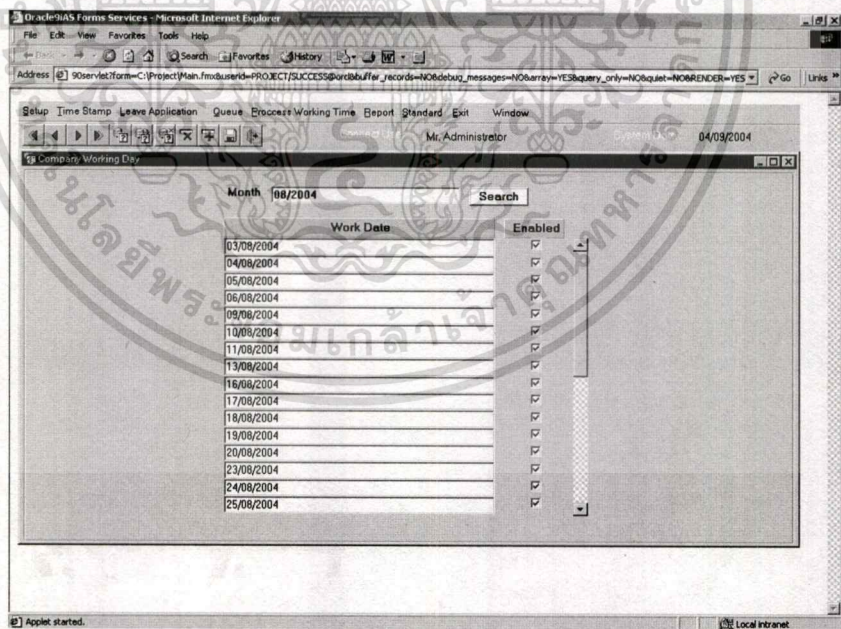 Oracle9iAS Forms Services - Microsoft Internet Explorer
File Edit View Favorites Tools Help
Back Search Favorites History
Address 90servlet?form=C:\Project\Main.fmx&userid=PROJECT/SUCCESS@orcl&buffer_records=NO&debug_messages=NO&array=YES&query_only=NO&quiet=NO&RENDER=YES Go Links »
Setup Time Stamp Leave Application Queue Proccess Working Time Report Standard Exit Window
Mr. Administrator 04/09/2004
Company Working Day
Month 08/2004 Search
Work Date Enabled
03/08/2004
04/08/2004
05/08/2004
06/08/2004
09/08/2004
10/08/2004
11/08/2004
13/08/2004
16/08/2004
17/08/2004
18/08/2004
19/08/2004
20/08/2004
23/08/2004
24/08/2004
25/08/2004
Applet started. Local intranet